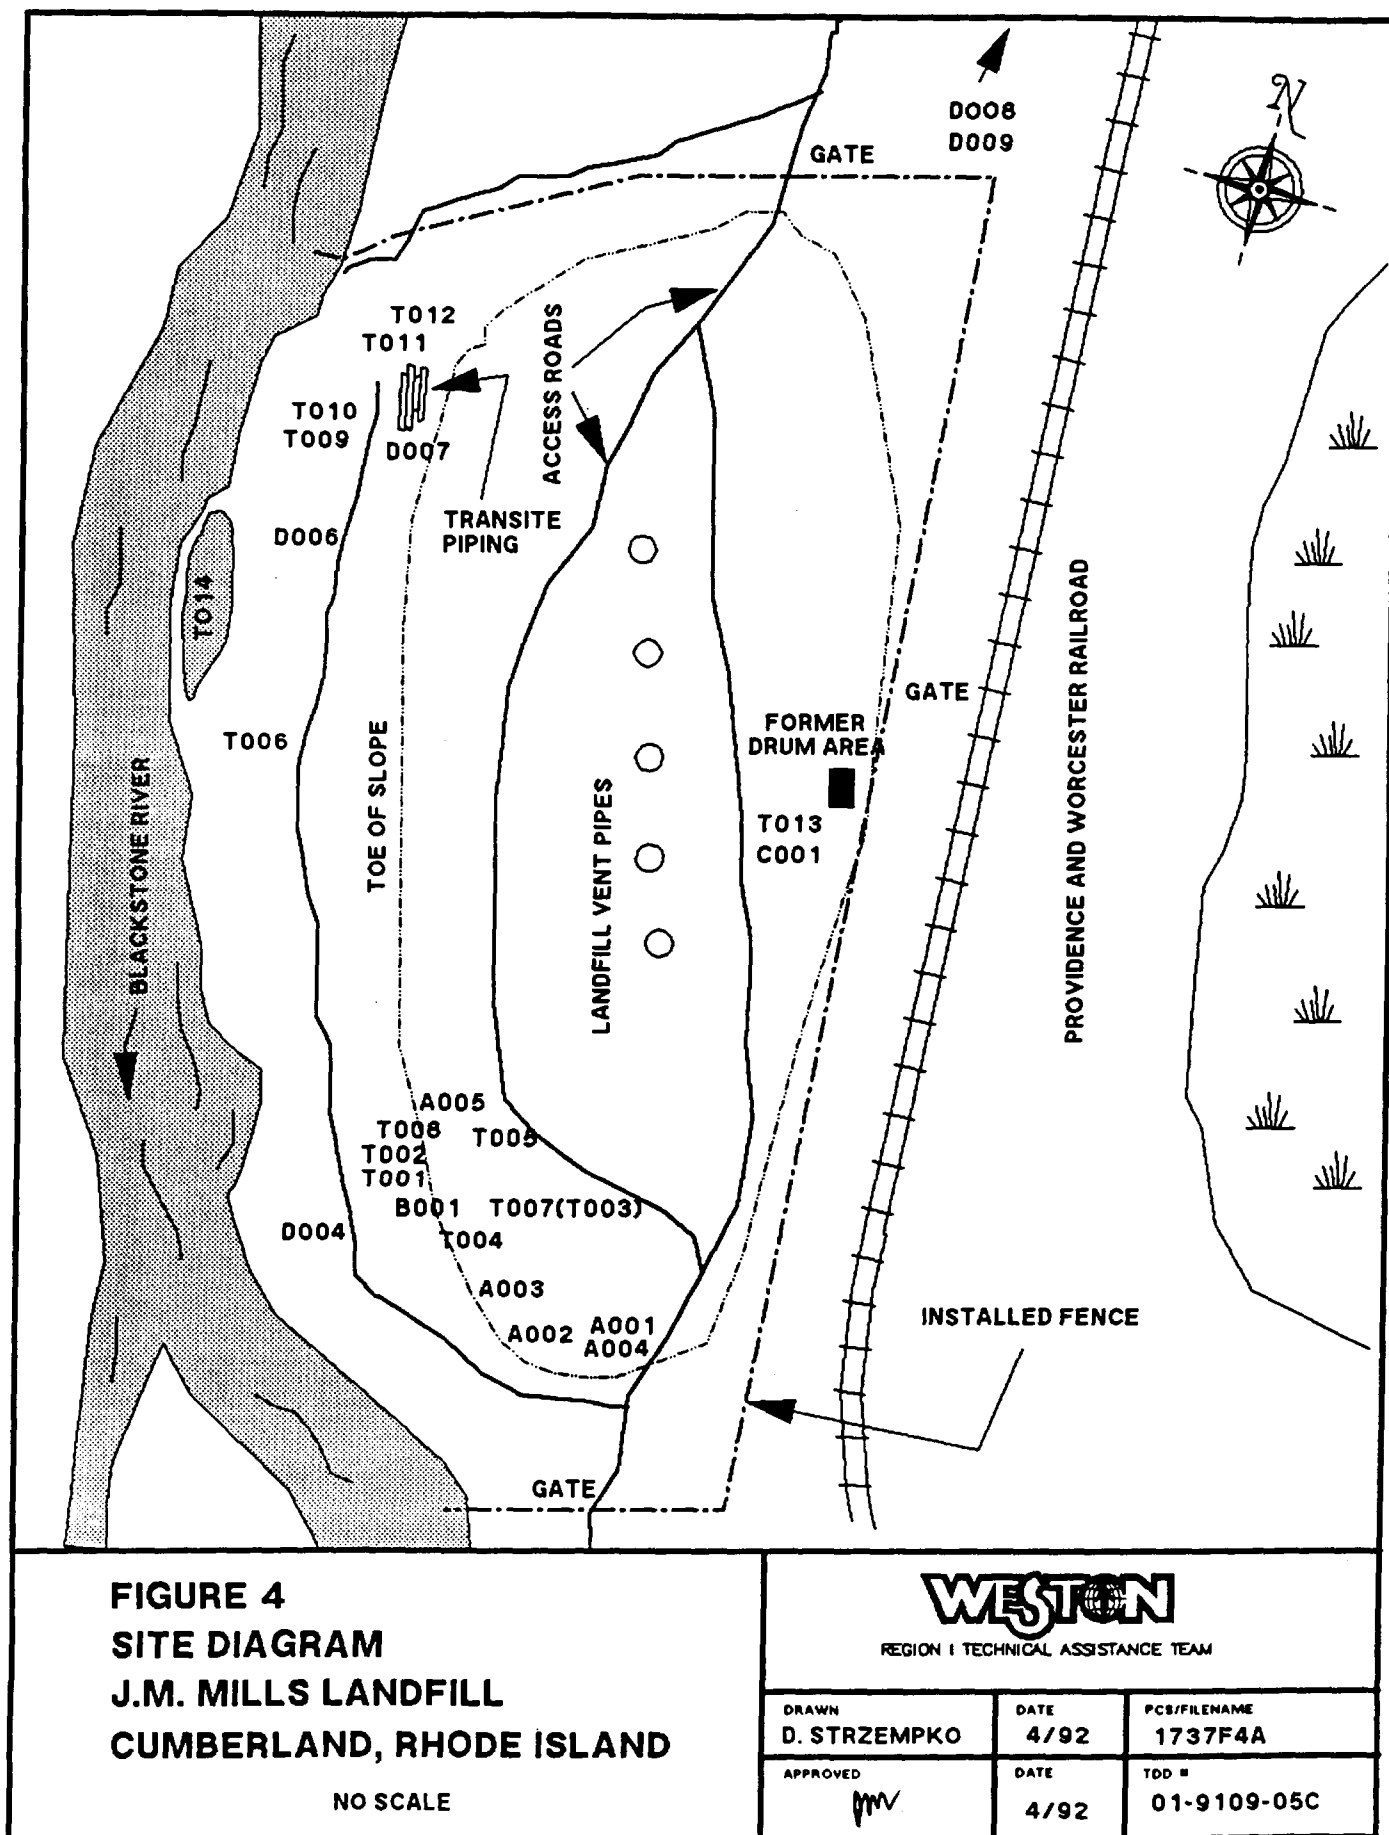 N
D008
D009
GATE
T012
T011
T010
T009
D007
ACCESS ROADS
TRANSITE
PIPING
D006
T014
GATE
T006
FORMER
DRUM AREA
T013
C001
BLACKSTONE RIVER
TOE OF SLOPE
LANDFILL VENT PIPES
PROVIDENCE AND WORCESTER RAILROAD
A005
T008
T005
T002
T001
B001
T007(T003)
D004
T004
A003
A002
A001
A004
INSTALLED FENCE
GATE
FIGURE 4
SITE DIAGRAM
J.M. MILLS LANDFILL
CUMBERLAND, RHODE ISLAND
NO SCALE
WESTON
REGION I TECHNICAL ASSISTANCE TEAM
DRAWN
D. STRZEMPKO
DATE
4/92
PCS/FILENAME
1737F4A
APPROVED
DATE
4/92
TDD #
01-9109-05C